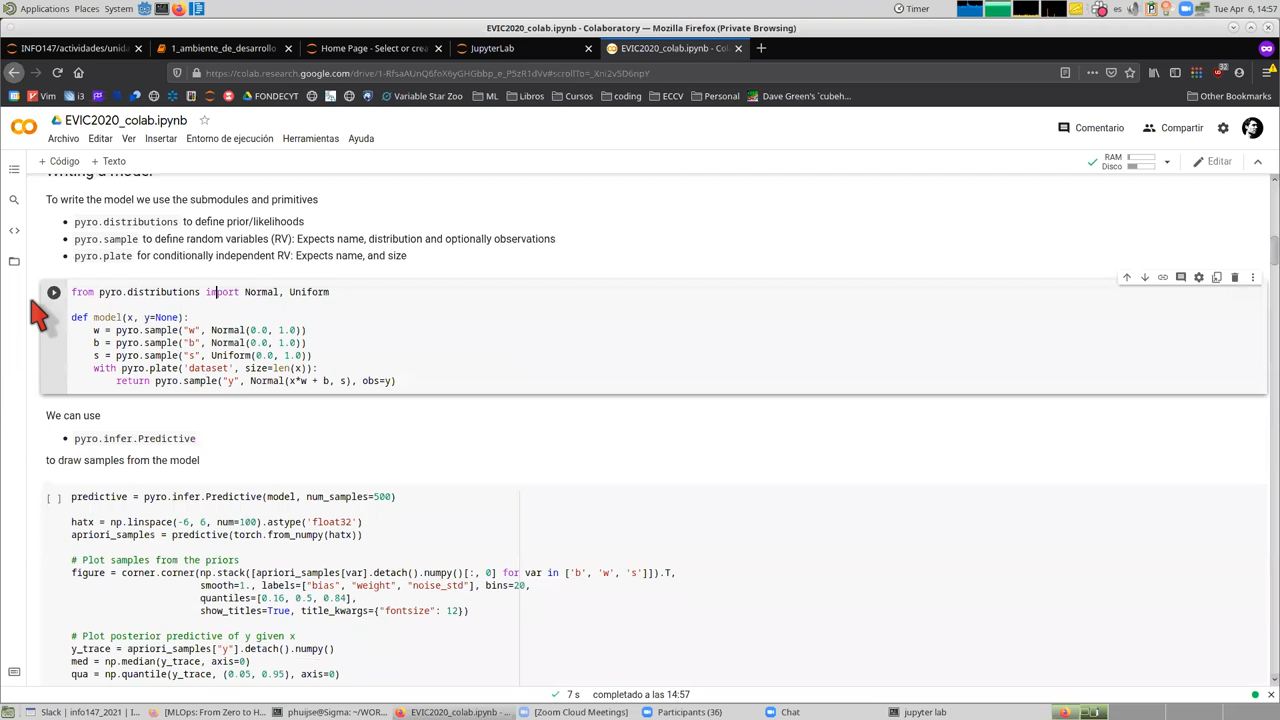 Applications Places System Timer es Tue Apr 6, 14:57
EVIC2020_colab.ipynb - Colaboratory — Mozilla Firefox (Private Browsing)
INFO147/actividades/unida 1_ambiente_de_desarrollo Home Page - Select or crea JupyterLab EVIC2020_colab.ipynb - Col
https://colab.research.google.com/drive/
Vim i3 FONDECYT Variable Star Zoo ML Libros Cursos coding ECCV Personal Dave Green's `cubeh... Other Bookmarks
EVIC2020_colab.ipynb
Comentario Compartir
Archivo Editar Ver Insertar Entorno de ejecución Herramientas Ayuda
+ Código + Texto RAM Disco Editar
Writing a model
To write the model we use the submodules and primitives
pyro.distributions to define prior/likelihoods
pyro.sample to define random variables (RV): Expects name, distribution and optionally observations
pyro.plate for conditionally independent RV: Expects name, and size
from pyro.distributions import Normal, Uniform
def model(x, y=None):
w = pyro.sample("w", Normal(0.0, 1.0))
b = pyro.sample("b", Normal(0.0, 1.0))
s = pyro.sample("s", Uniform(0.0, 1.0))
with pyro.plate('dataset', size=len(x)):
return pyro.sample("y", Normal(x*w + b, s), obs=y)
We can use
pyro.infer.Predictive
to draw samples from the model
[ ] predictive = pyro.infer.Predictive(model, num_samples=500)
hatx = np.linspace(-6, 6, num=100).astype('float32')
apriori_samples = predictive(torch.from_numpy(hatx))
# Plot samples from the priors
figure = corner.corner(np.stack([apriori_samples[var].detach().numpy()[:, 0] for var in ['b', 'w', 's']]).T,
smooth=1., labels=["bias", "weight", "noise_std"], bins=20,
quantiles=[0.16, 0.5, 0.84],
show_titles=True, title_kwargs={"fontsize": 12})
# Plot posterior predictive of y given x
y_trace = apriori_samples["y"].detach().numpy()
med = np.median(y_trace, axis=0)
qua = np.quantile(y_trace, (0.05, 0.95), axis=0)
7 s completado a las 14:57
Slack | info147_2021 | I... [MLOps: From Zero to H... phuijse@Sigma: ~/WOR... EVIC2020_colab.ipynb -... [Zoom Cloud Meetings] Participants (36) Chat jupyter lab